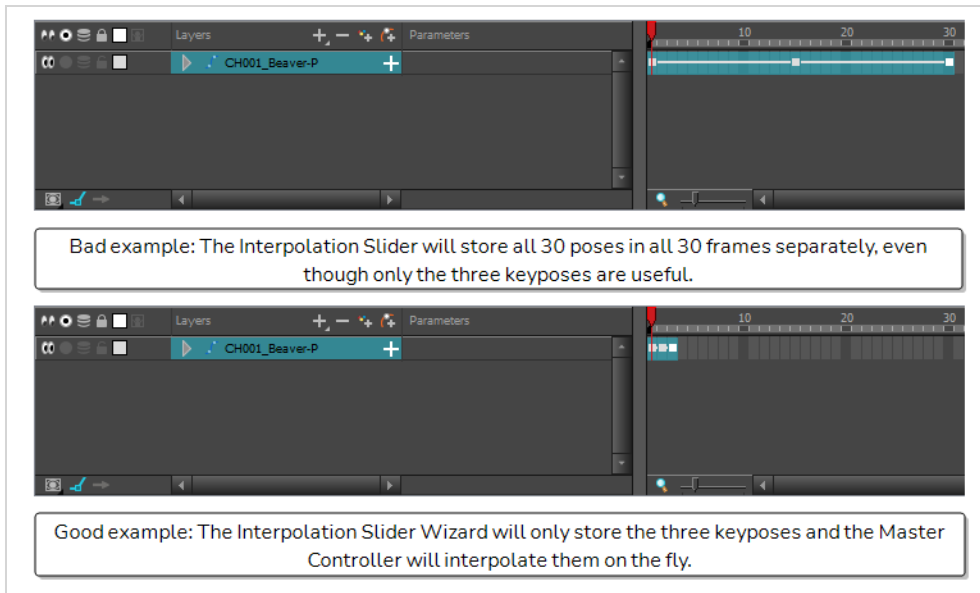 Layers Parameters 10 20 30
CH001_Beaver-P
Bad example: The Interpolation Slider will store all 30 poses in all 30 frames separately, even
though only the three keyposes are useful.
Layers Parameters 10 20 30
CH001_Beaver-P
Good example: The Interpolation Slider Wizard will only store the three keyposes and the Master
Controller will interpolate them on the fly.